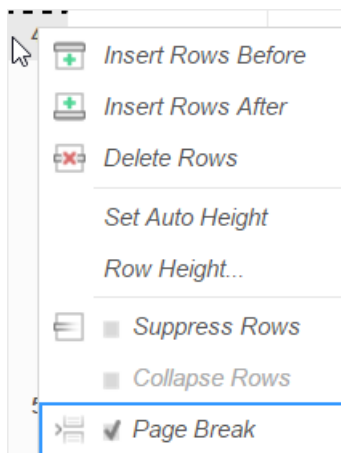 Insert Rows Before
Insert Rows After
Delete Rows
Set Auto Height
Row Height...
Suppress Rows
Collapse Rows
5
Page Break